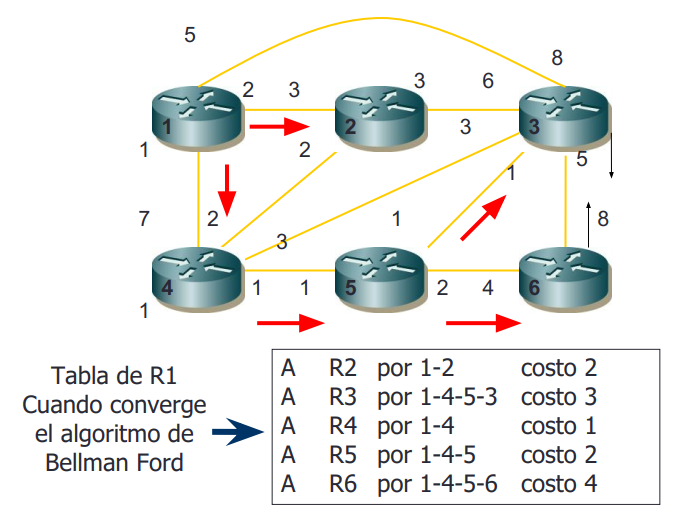 5
8
2 3 3 6
1 2 3 3
1 2 1 5
7 2 3 1 8
4 1 1 5 2 4 6
1
Tabla de R1
Cuando converge
el algoritmo de
Bellman Ford
A R2 por 1-2 costo 2
A R3 por 1-4-5-3 costo 3
A R4 por 1-4 costo 1
A R5 por 1-4-5 costo 2
A R6 por 1-4-5-6 costo 4